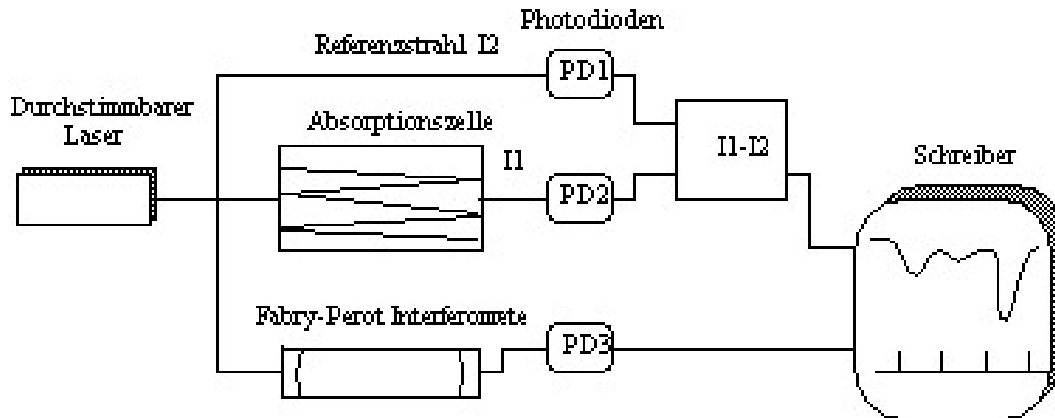 Photodioden
Referenzstrahl I2
PD1
Durchstimmbarer
Laser
Absorptionszelle
I1
I1-I2
Schreiber
PD2
Fabry-Perot Interferomete
PD3